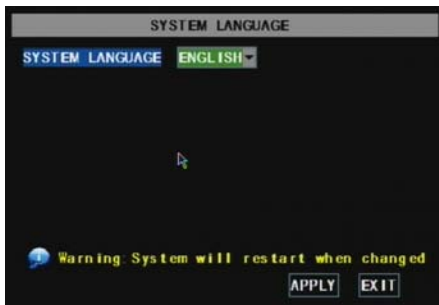 SYSTEM LANGUAGE
SYSTEM LANGUAGE ENGLISH
Warning: System will restart when changed
APPLY EXIT